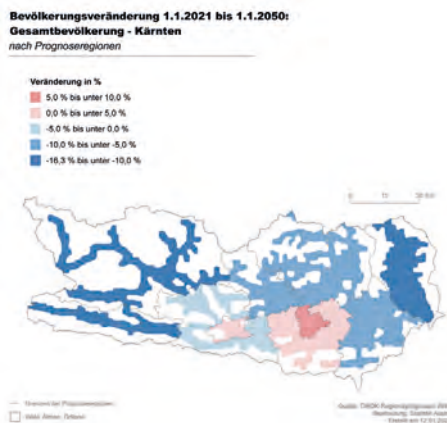 Bevölkerungsveränderung 1.1.2021 bis 1.1.2050:
Gesamtbevölkerung - Kärnten
nach Prognoseregionen
Veränderung in %
5,0 % bis unter 10,0 %
0,0 % bis unter 5,0 %
-5,0 % bis unter 0,0 %
-10,0 % bis unter -5,0 %
-16,3 % bis unter -10,0 %